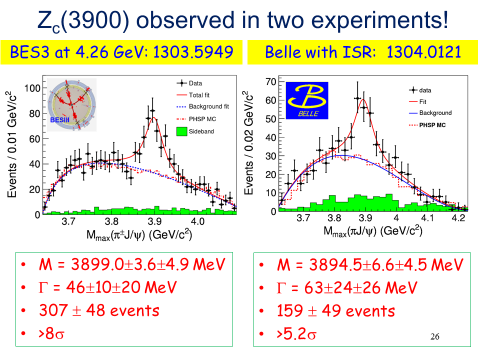 Zc(3900) observed in two experiments!
BES3 at 4.26 GeV: 1303.5949
Belle with ISR: 1304.0121
Events / 0.01 GeV/c²
100
80
60
40
20
0
BESIII
Data
Total fit
Background fit
PHSP MC
Sideband
3.7 3.8 3.9 4.0
Mmax(π±J/ψ) (GeV/c²)
Events / 0.02 GeV/c²
70
60
50
40
30
20
10
0
BELLE
data
Fit
Background
PHSP MC
3.7 3.8 3.9 4 4.1 4.2
Mmax(πJ/ψ) (GeV/c²)
• M = 3899.0±3.6±4.9 MeV
• Γ = 46±10±20 MeV
• 307 ± 48 events
• >8σ
• M = 3894.5±6.6±4.5 MeV
• Γ = 63±24±26 MeV
• 159 ± 49 events
• >5.2σ
26